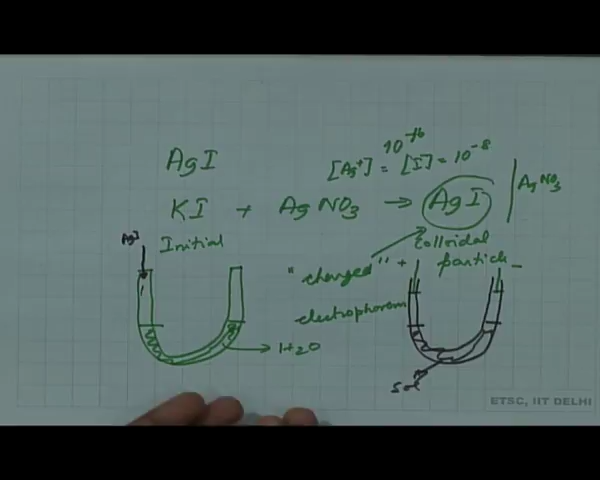 AgI
10-16
[Ag+] = [I-] = 10-8
KI + AgNO3 → AgI
AgNO3
AgI
Initial
Colloidal
"charged" + particle -
electrophoresis
H2O
Sol
ETSC, IIT DELHI